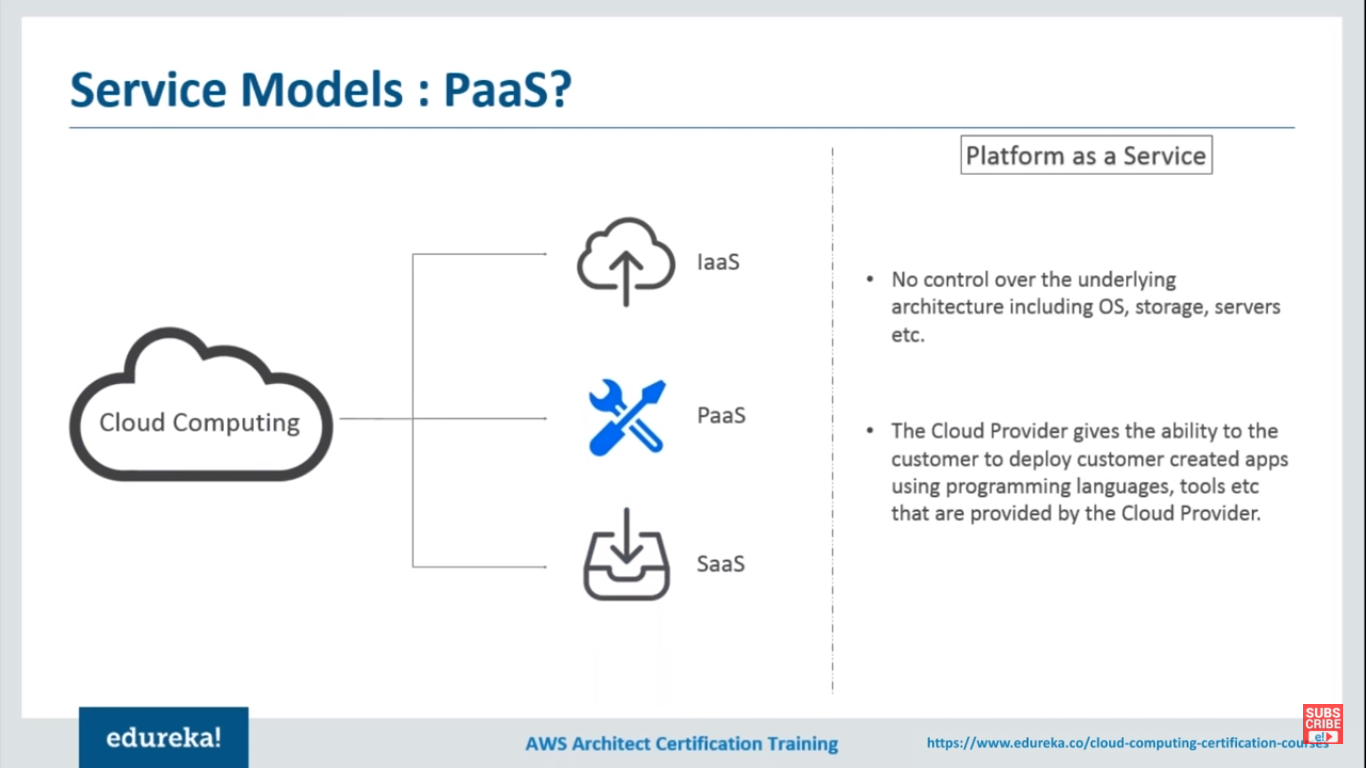 Service Models : PaaS?
Platform as a Service
IaaS
PaaS
SaaS
Cloud Computing
• No control over the underlying
architecture including OS, storage, servers
etc.
• The Cloud Provider gives the ability to the
customer to deploy customer created apps
using programming languages, tools etc
that are provided by the Cloud Provider.
edureka!
AWS Architect Certification Training
https://www.edureka.co/cloud-computing-certification-courses
SUBS
CRIBE
e!